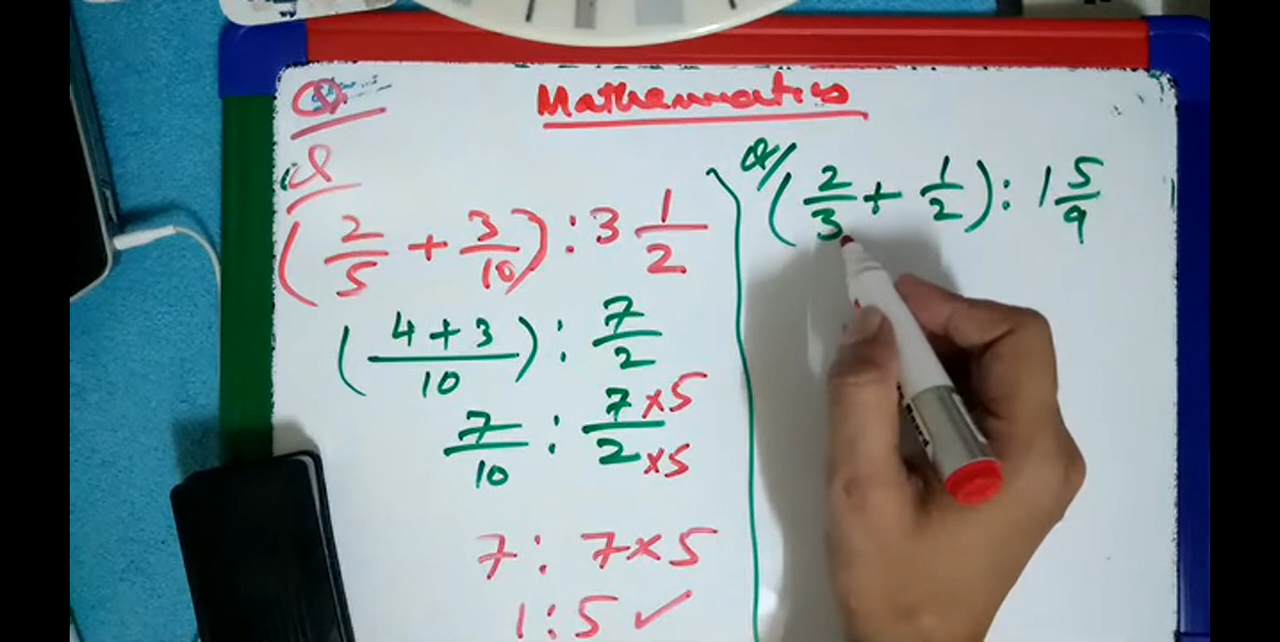 Mathematics
Q
Q
(2/5 + 3/10) : 3 1/2
(4+3/10) : 7/2
7/10 : 7×5/2×5
7 : 7×5
1 : 5 ✓
Q/ (2/3 + 1/2) : 1 5/9